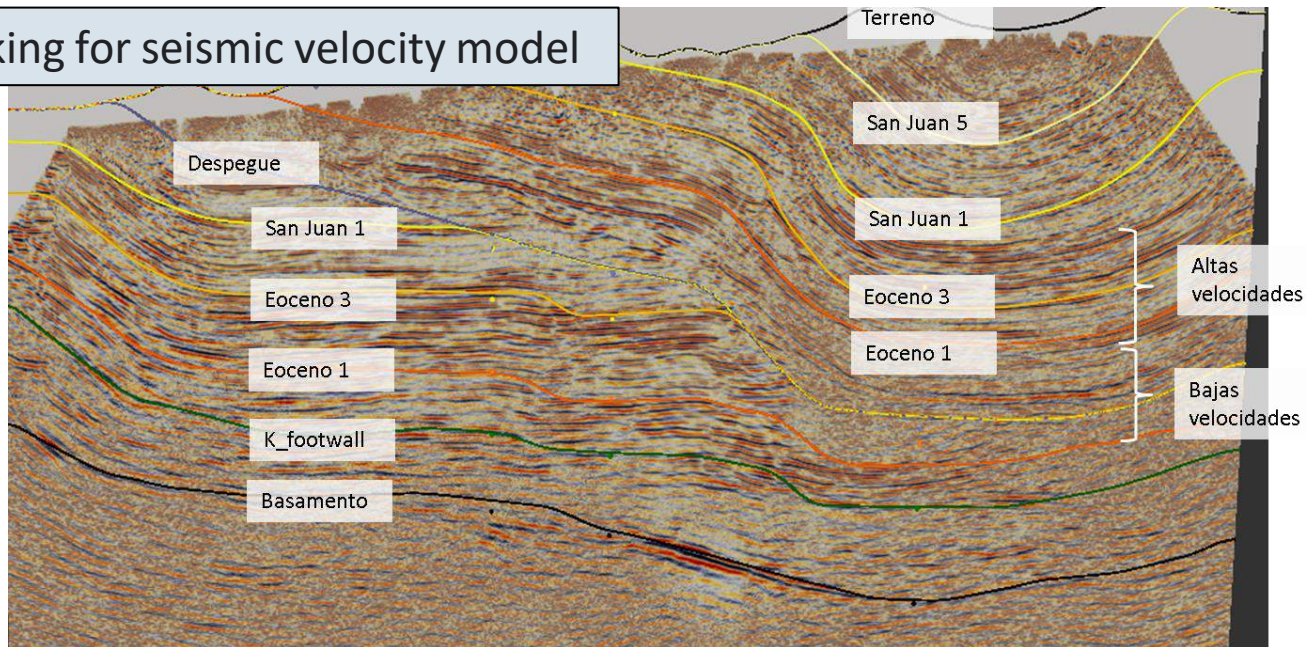 king for seismic velocity model
Terreno
San Juan 5
Despegue
San Juan 1
San Juan 1
Eoceno 3
Eoceno 3
Altas
velocidades
Eoceno 1
Eoceno 1
Bajas
velocidades
K_footwall
Basamento